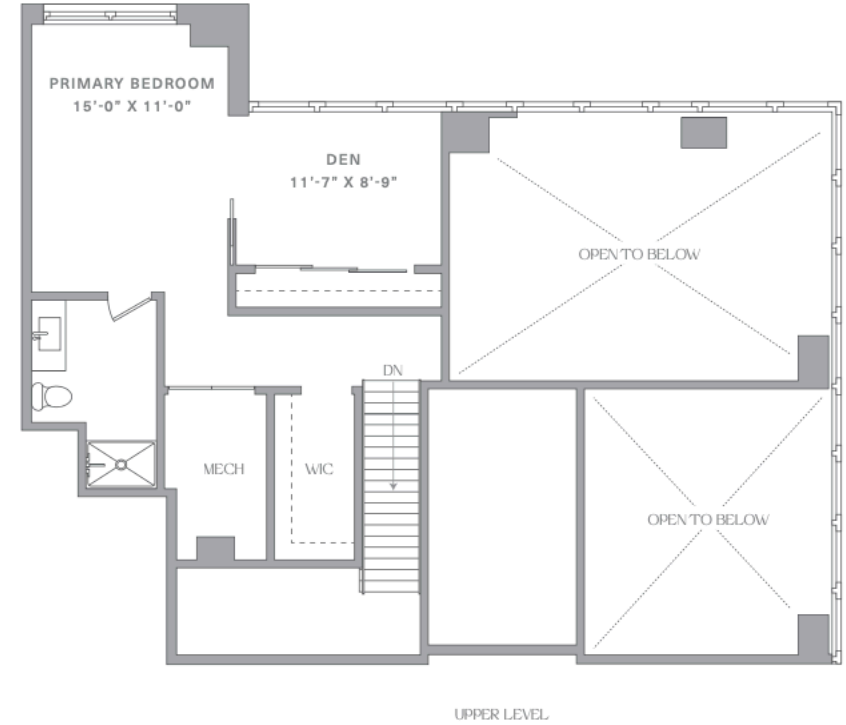 PRIMARY BEDROOM
15'-0" X 11'-0"
DEN
11'-7" X 8'-9"
OPEN TO BELOW
DN
MECH
WIC
OPEN TO BELOW
UPPER LEVEL